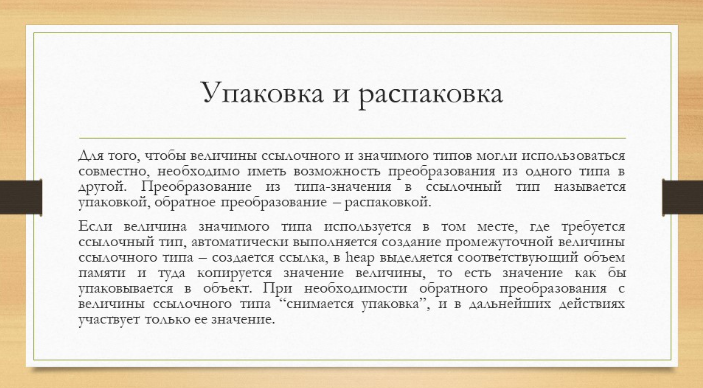 Упаковка и распаковка
Для того, чтобы величины ссылочного и значимого типов могли использоваться
совместно, необходимо иметь возможность преобразования из одного типа в
другой. Преобразование из типа-значения в ссылочный тип называется
упаковкой, обратное преобразование – распаковкой.
Если величина значимого типа используется в том месте, где требуется
ссылочный тип, автоматически выполняется создание промежуточной величины
ссылочного типа – создается ссылка, в heap выделяется соответствующий объем
памяти и туда копируется значение величины, то есть значение как бы
упаковывается в объект. При необходимости обратного преобразования с
величины ссылочного типа “снимается упаковка”, и в дальнейших действиях
участвует только ее значение.